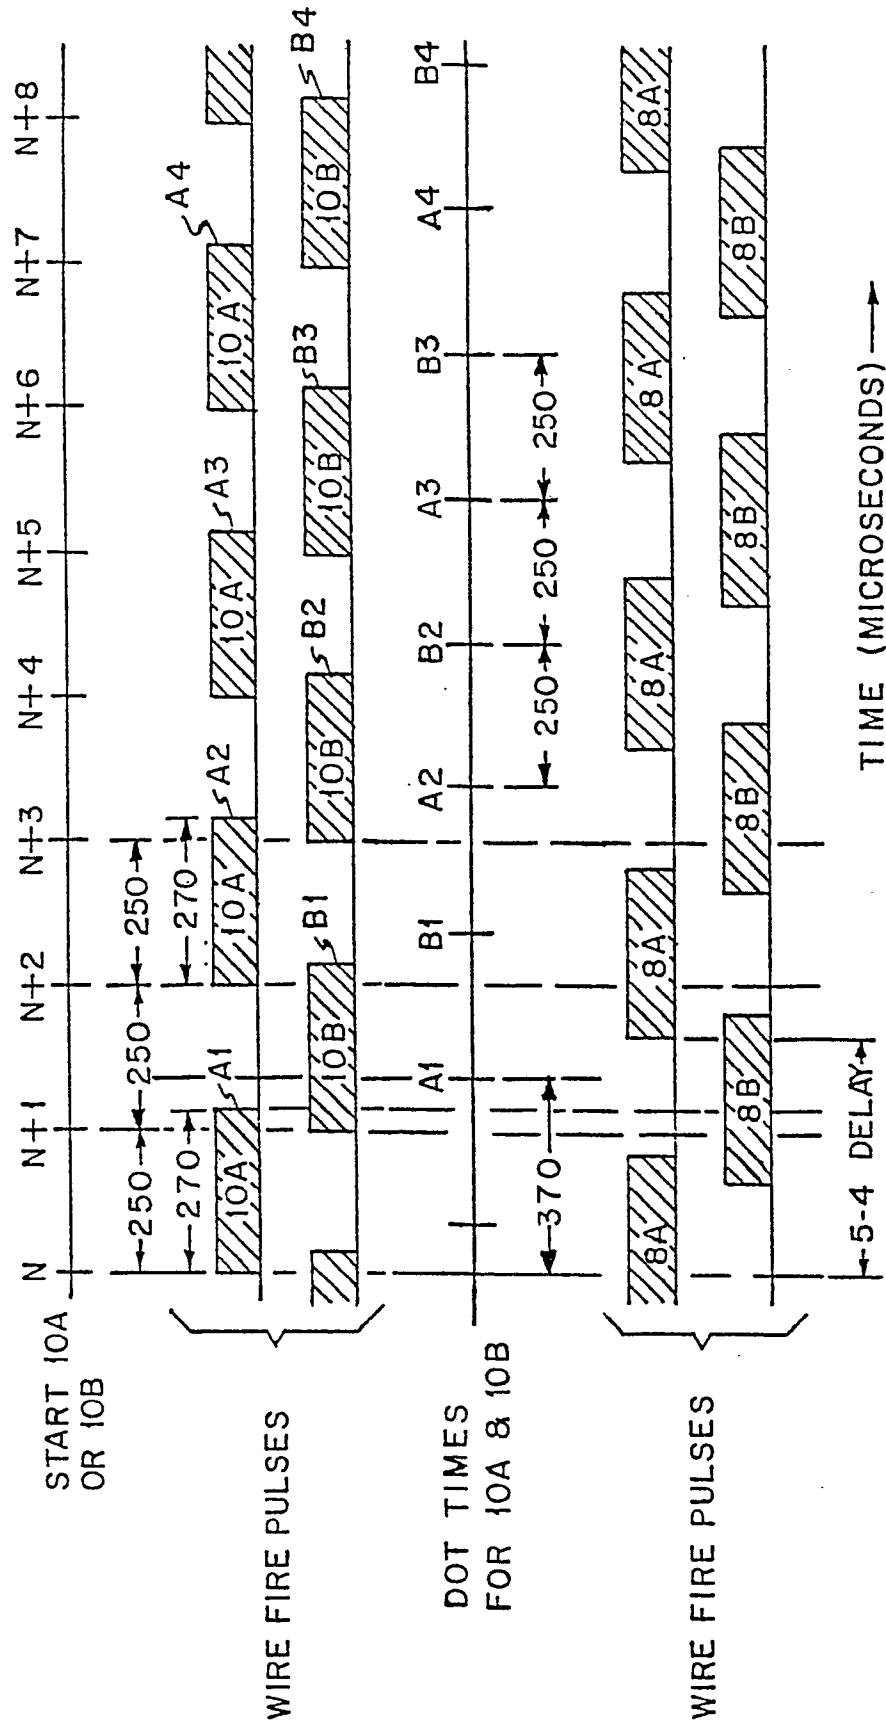 START 10A
OR 10B
N N+1 N+2 N+3 N+4 N+5 N+6 N+7 N+8
250 250 250
270 270
WIRE FIRE PULSES
A1 A2 A3 A4
10A 10A 10A 10A
B1 B2 B3 B4
10B 10B 10B 10B
DOT TIMES
FOR 10A & 10B
A1 B1 A2 B2 A3 B3 A4 B4
370 250 250 250
WIRE FIRE PULSES
8A 8A 8A 8A 8A
8B 8B 8B 8B
5-4 DELAY
TIME (MICROSECONDS)